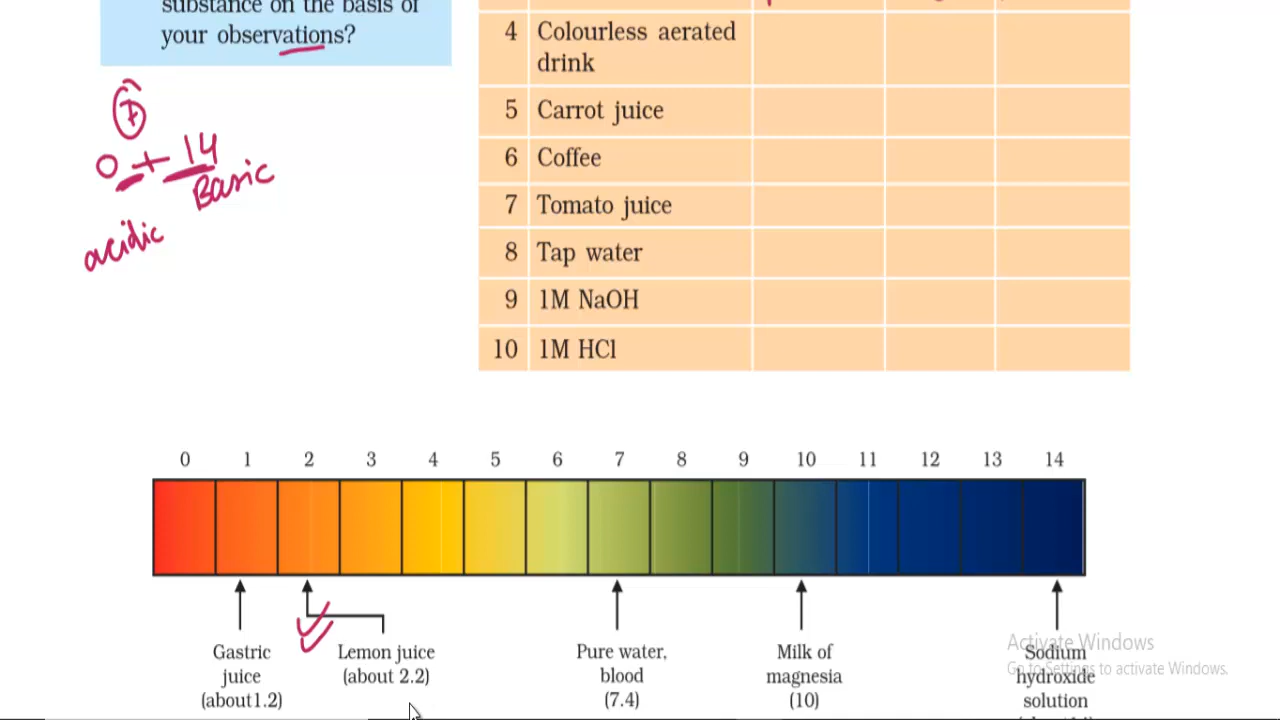 substance on the basis of
your observations?
7
0 + 14
Basic
acidic
4 Colourless aerated
drink
5 Carrot juice
6 Coffee
7 Tomato juice
8 Tap water
9 1M NaOH
10 1M HCl
0 1 2 3 4 5 6 7 8 9 10 11 12 13 14
Gastric
juice
(about1.2)
Lemon juice
(about 2.2)
Pure water,
blood
(7.4)
Milk of
magnesia
(10)
Sodium
hydroxide
solution
Activate Windows
Go to Settings to activate Windows.